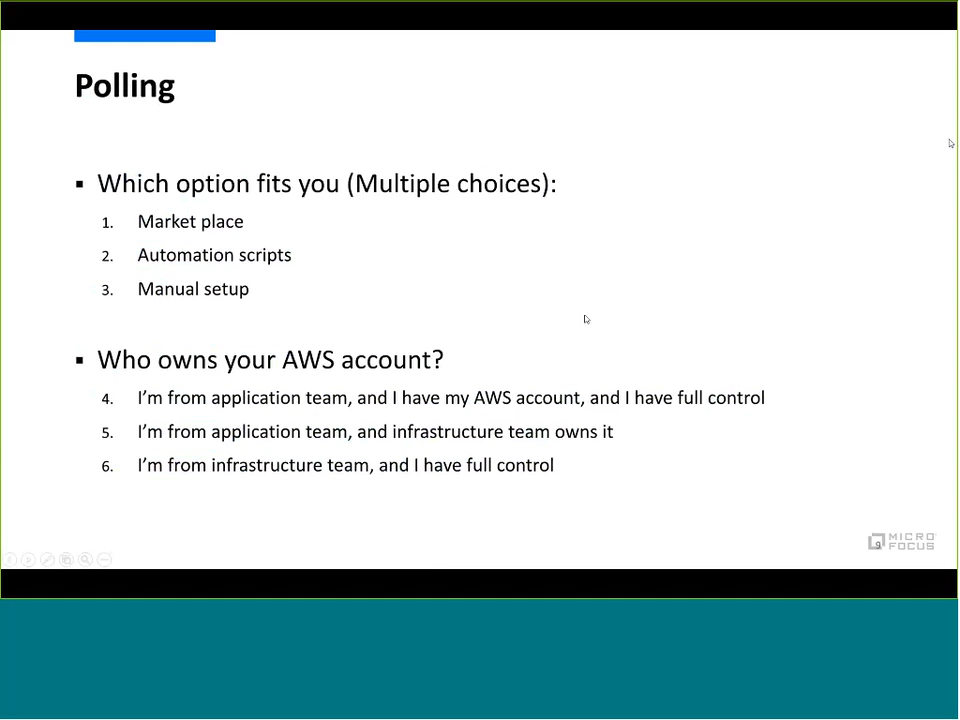 Polling
▪ Which option fits you (Multiple choices):
1. Market place
2. Automation scripts
3. Manual setup
▪ Who owns your AWS account?
4. I’m from application team, and I have my AWS account, and I have full control
5. I’m from application team, and infrastructure team owns it
6. I’m from infrastructure team, and I have full control
9
MICRO
FOCUS